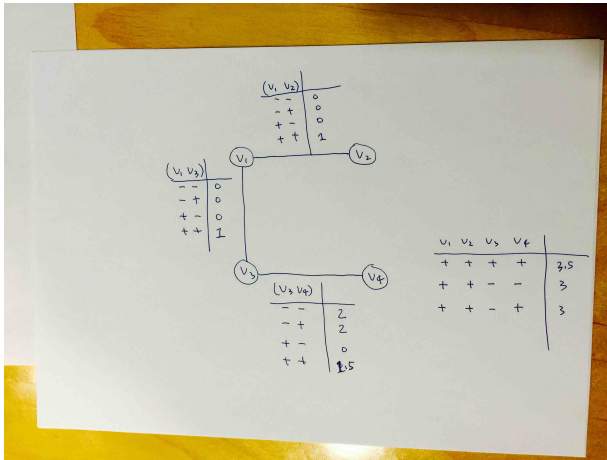 (V₁ V₂)
- - 0
- + 0
+ - 0
+ + 1
V₁ V₂
(V₁ V₃)
- - 0
- + 0
+ - 0
+ + 1
V₃ V₄
(V₃ V₄)
- - 2
- + 2
+ - 0
+ + 1.5
V₁ V₂ V₃ V₄
+ + + + 3.5
+ + - - 3
+ + - + 3